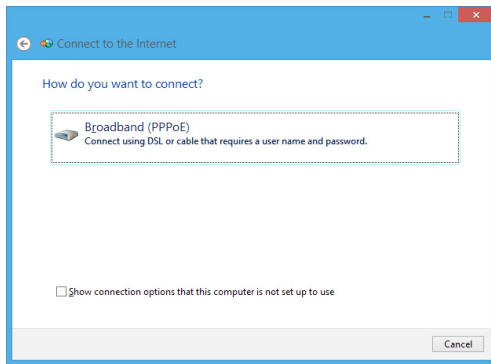 Connect to the Internet
How do you want to connect?
Broadband (PPPoE)
Connect using DSL or cable that requires a user name and password.
Show connection options that this computer is not set up to use
Cancel